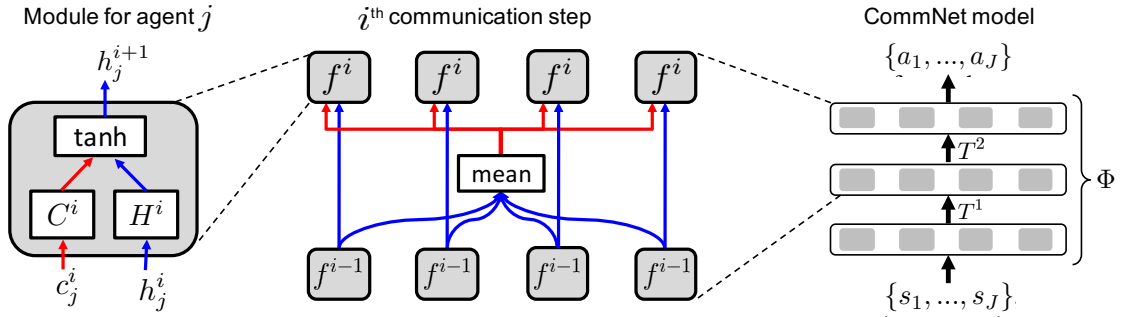 Module for agent j
h_j^{i+1}
tanh
C^i H^i
c_j^i h_j^i
i^{th} communication step
f^i f^i f^i f^i
mean
f^{i-1} f^{i-1} f^{i-1} f^{i-1}
CommNet model
{a_1, ..., a_J}
T^2
Φ
T^1
{s_1, ..., s_J}